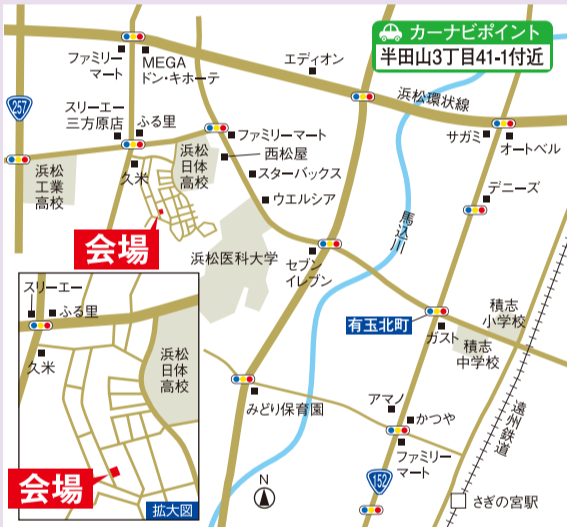 カーナビポイント
半田山3丁目41-1付近
ファミリー
マート
MEGA
ドン・キホーテ
エディオン
浜松環状線
257
スリーエー
三方原店
ふる里
ファミリーマート
西松屋
スターバックス
ウエルシア
サガミ
オートベル
デニーズ
浜松
工業
高校
久米
浜松
日体
高校
会場
浜松医科大学
馬込川
セブン
イレブン
有玉北町
ガスト
積志
小学校
積志
中学校
スリーエー
ふる里
久米
浜松
日体
高校
会場
拡大図
みどり保育園
アマノ
かつや
ファミリー
マート
152
遠州鉄道
さぎの宮駅
N